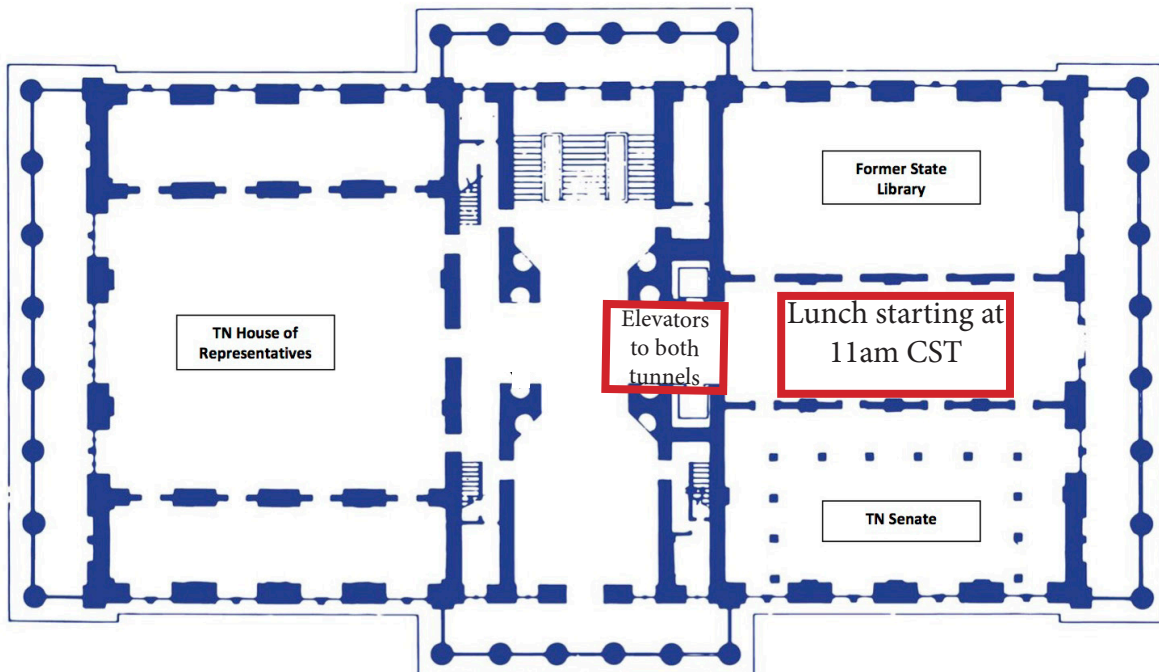 Former State
Library
TN House of
Representatives
Elevators
to both
tunnels
Lunch starting at
11am CST
TN Senate